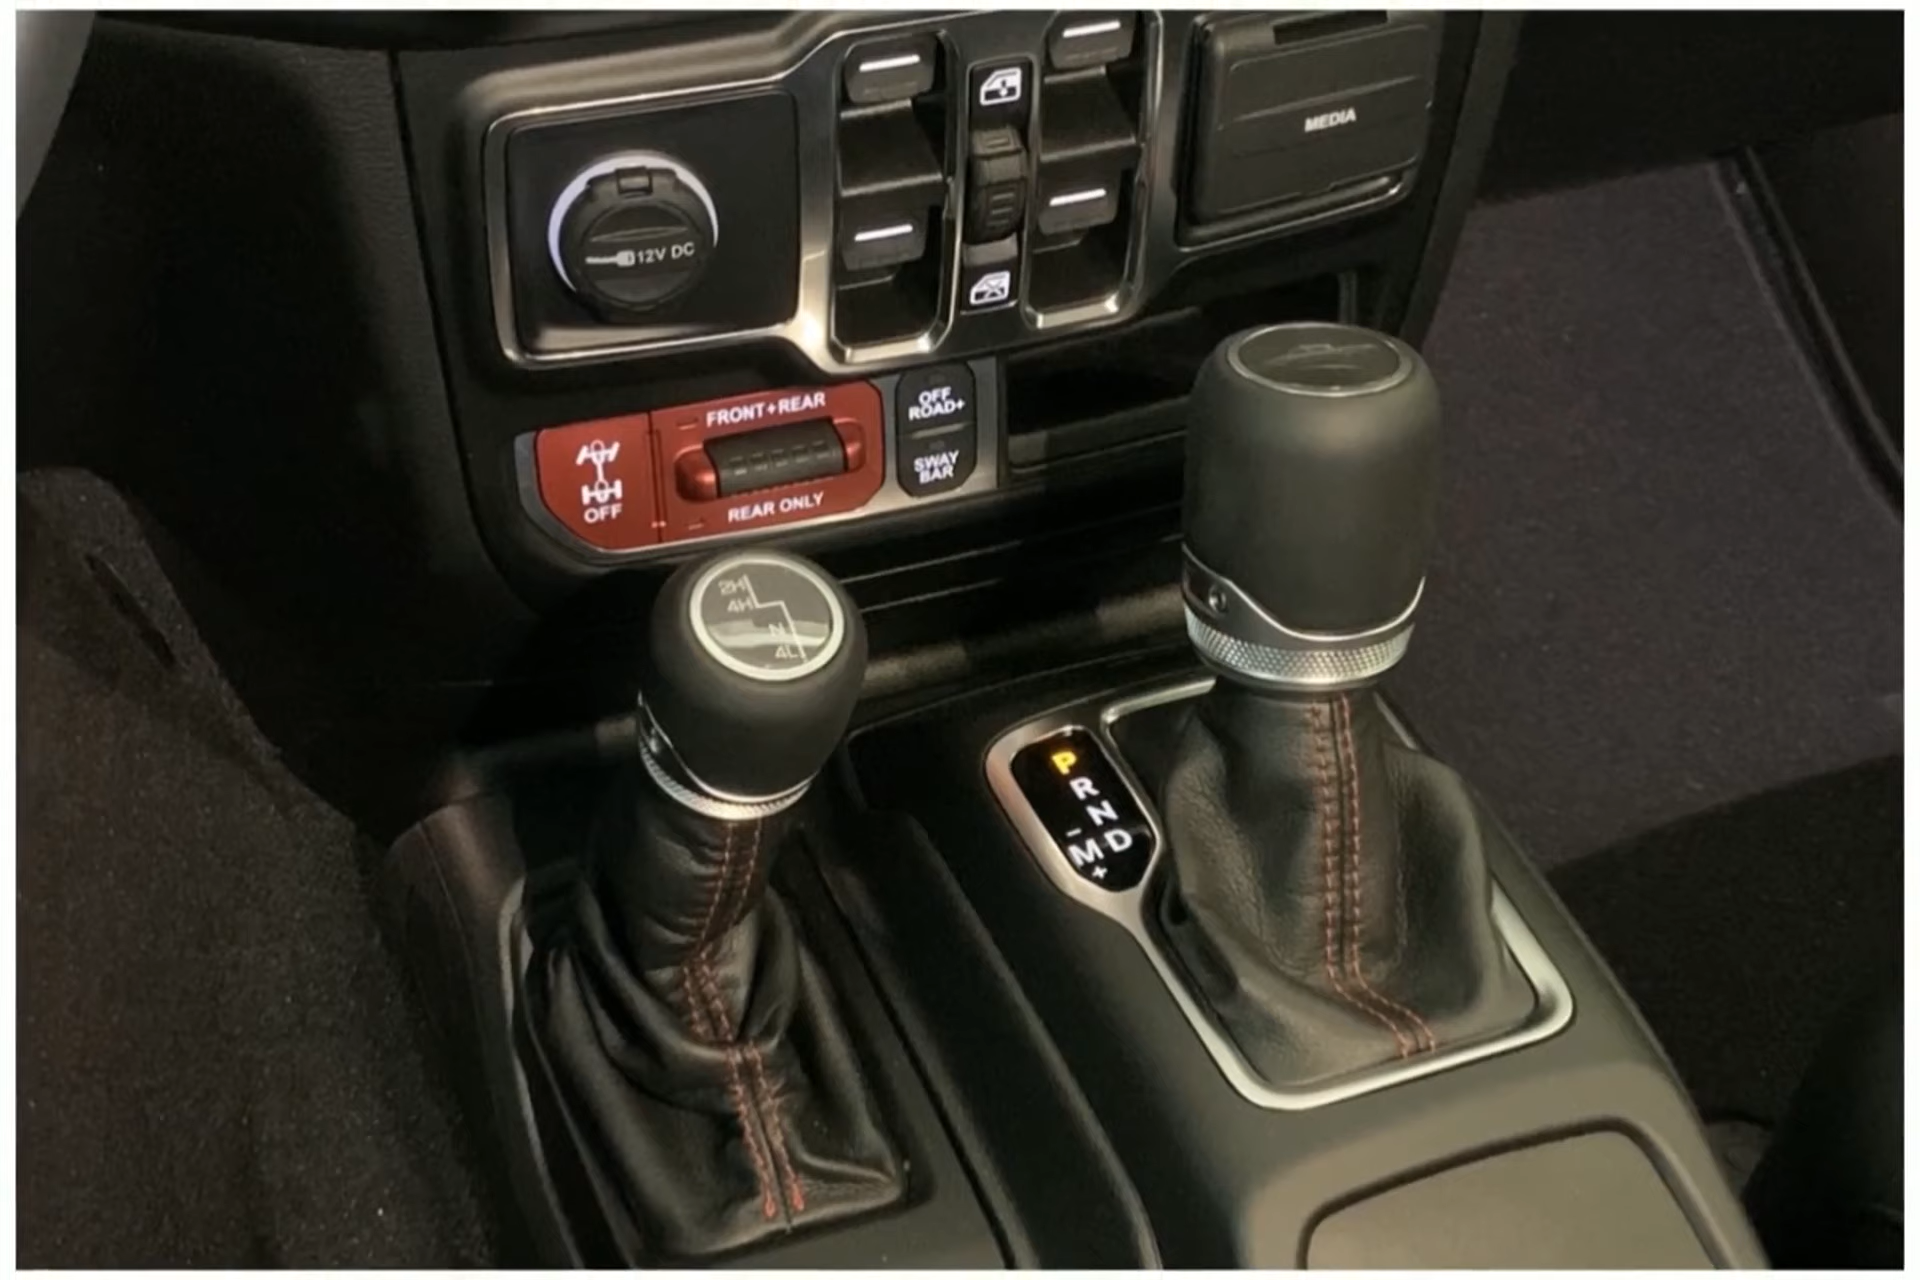 MEDIA
12V DC
FRONT+REAR
OFF
ROAD+
SWAY
BAR
OFF
REAR ONLY
2H
4H
N
4L
P
R
N
D
–
M
+